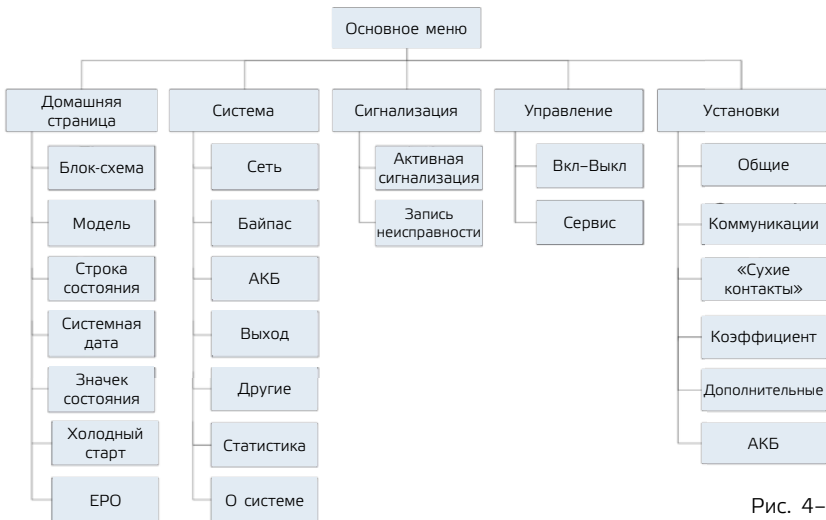 Основное меню
Домашняя
страница
Система
Сигнализация
Управление
Установки
Блок-схема
Модель
Строка
состояния
Системная
дата
Значек
состояния
Холодный
старт
EPO
Сеть
Байпас
АКБ
Выход
Другие
Статистика
О системе
Активная
сигнализация
Запись
неисправности
Вкл–Выкл
Сервис
Общие
Коммуникации
«Сухие
контакты»
Коэффициент
Дополнительные
АКБ
Рис. 4–